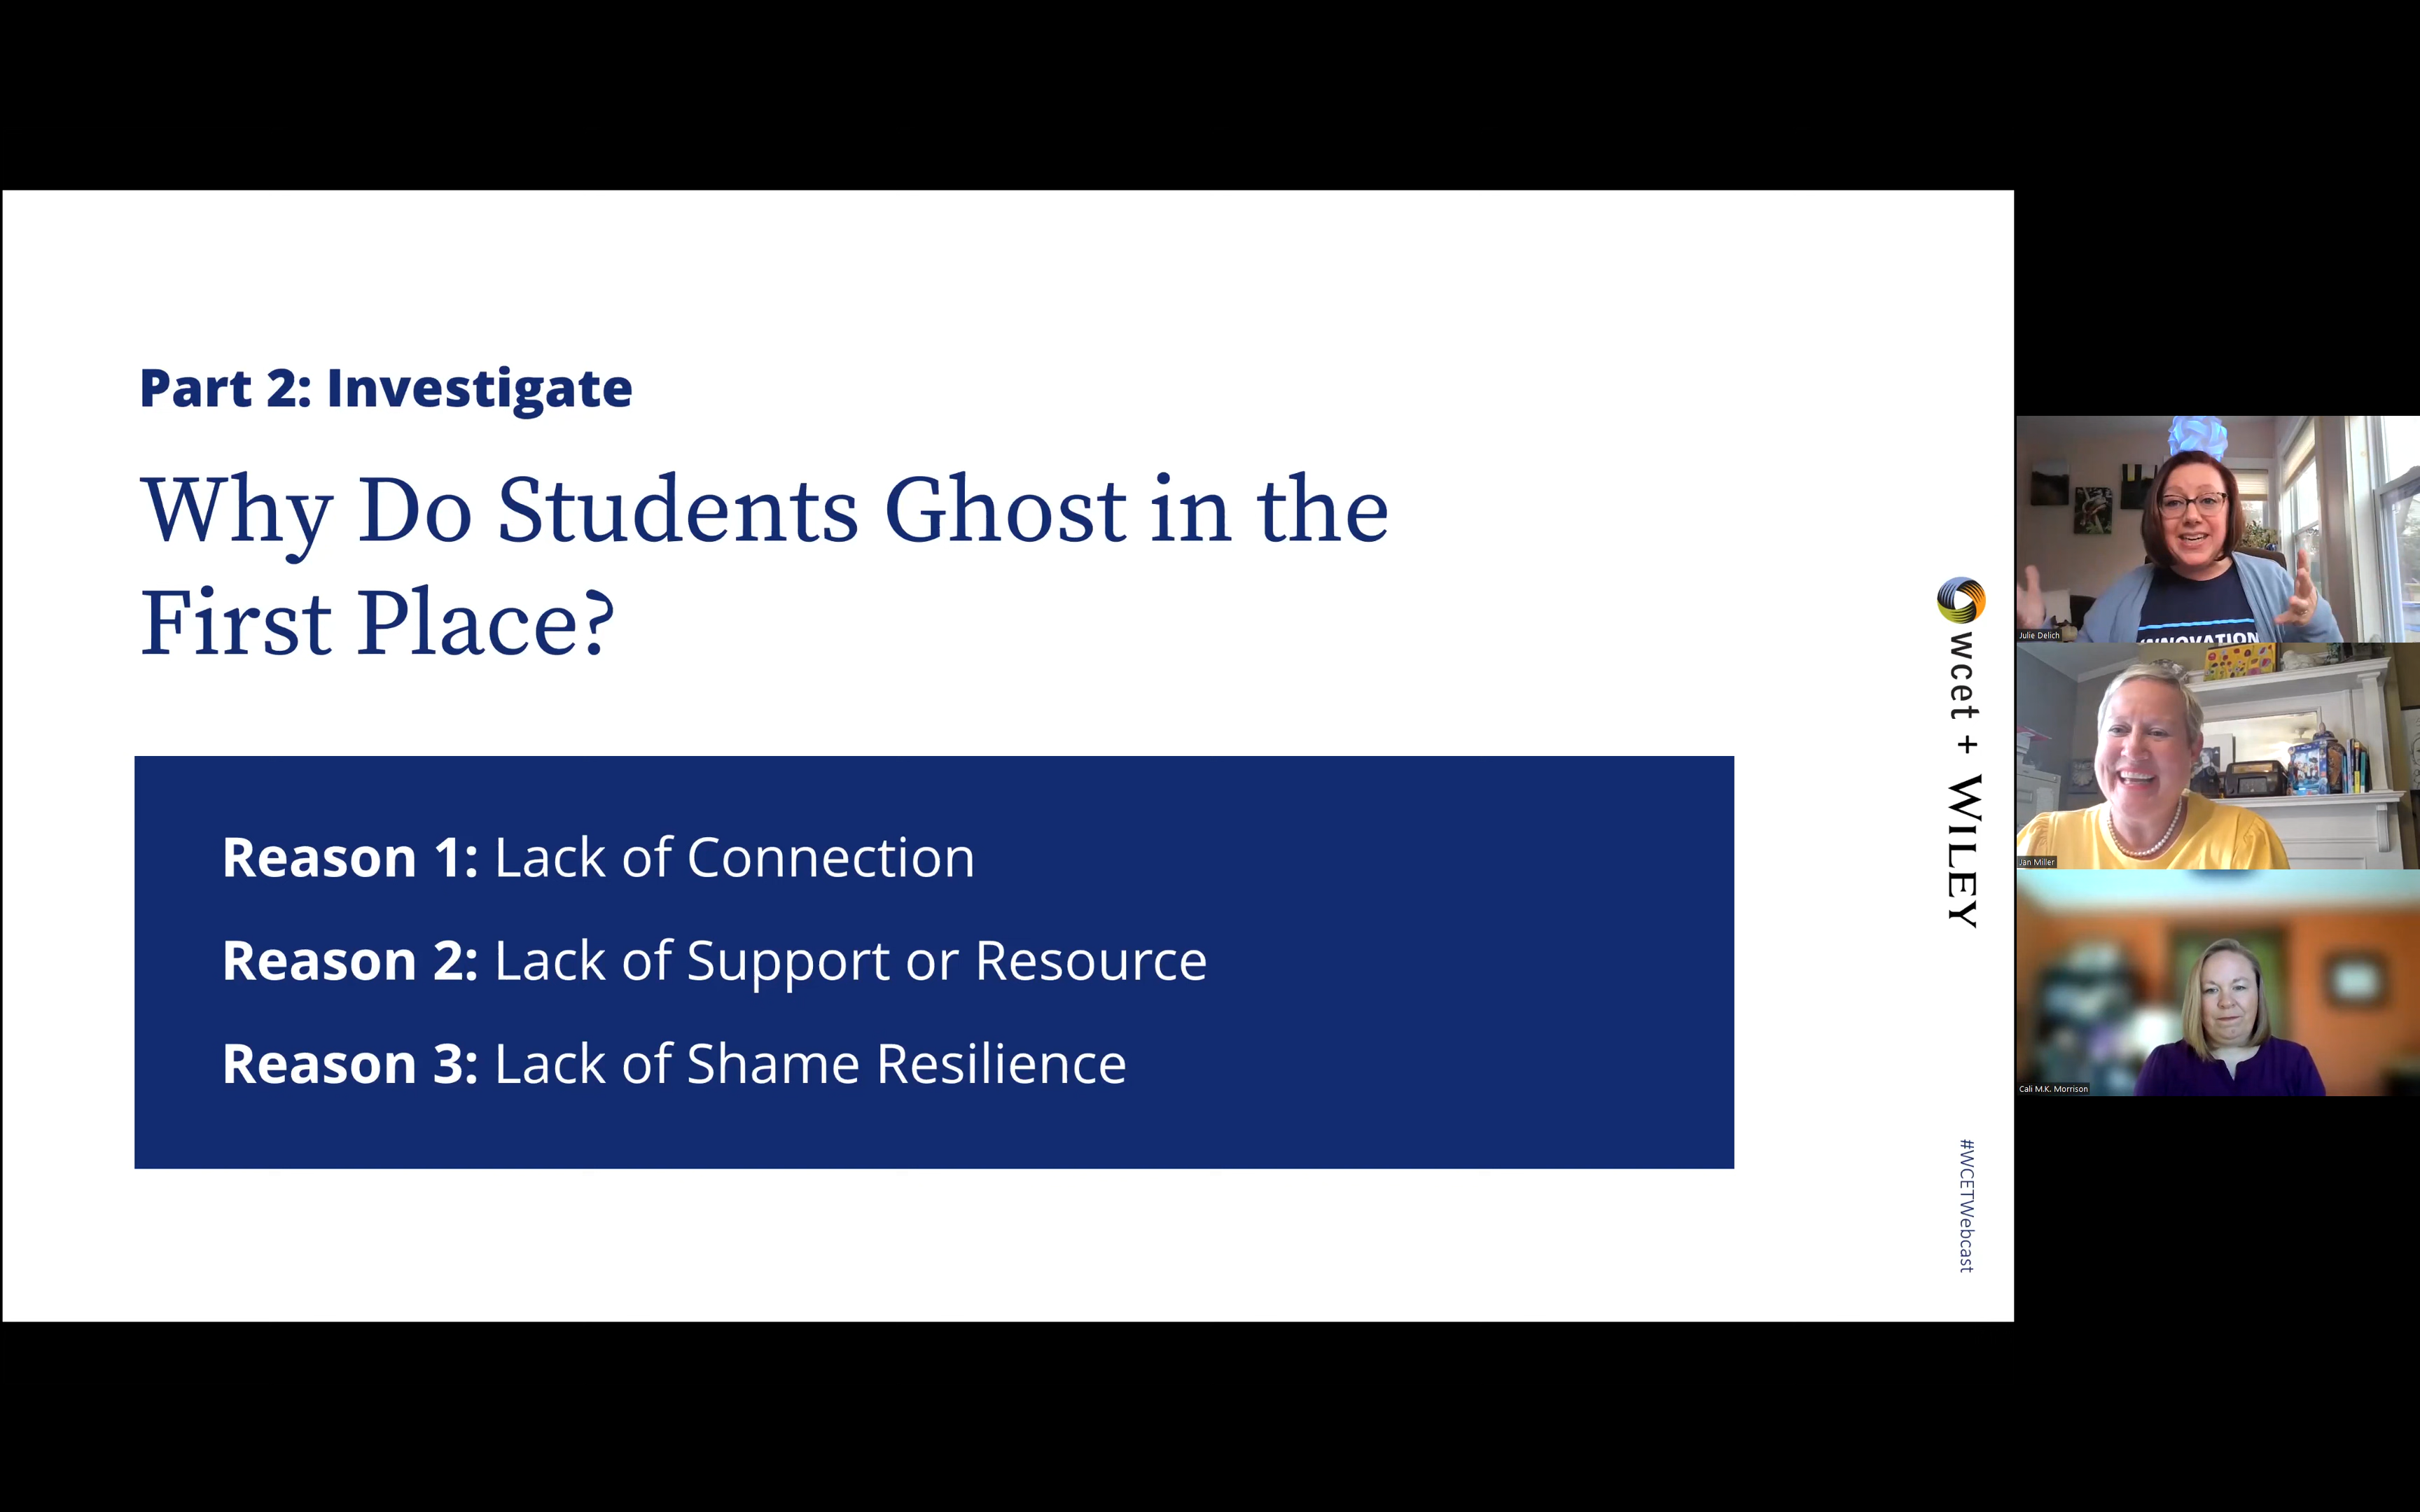 Part 2: Investigate
Why Do Students Ghost in the
First Place?
Reason 1: Lack of Connection
Reason 2: Lack of Support or Resource
Reason 3: Lack of Shame Resilience
wcet + WILEY
#WCETWebcast
INNOVATION
Julie Delich
Jan Miller
Cali M.K. Morrison